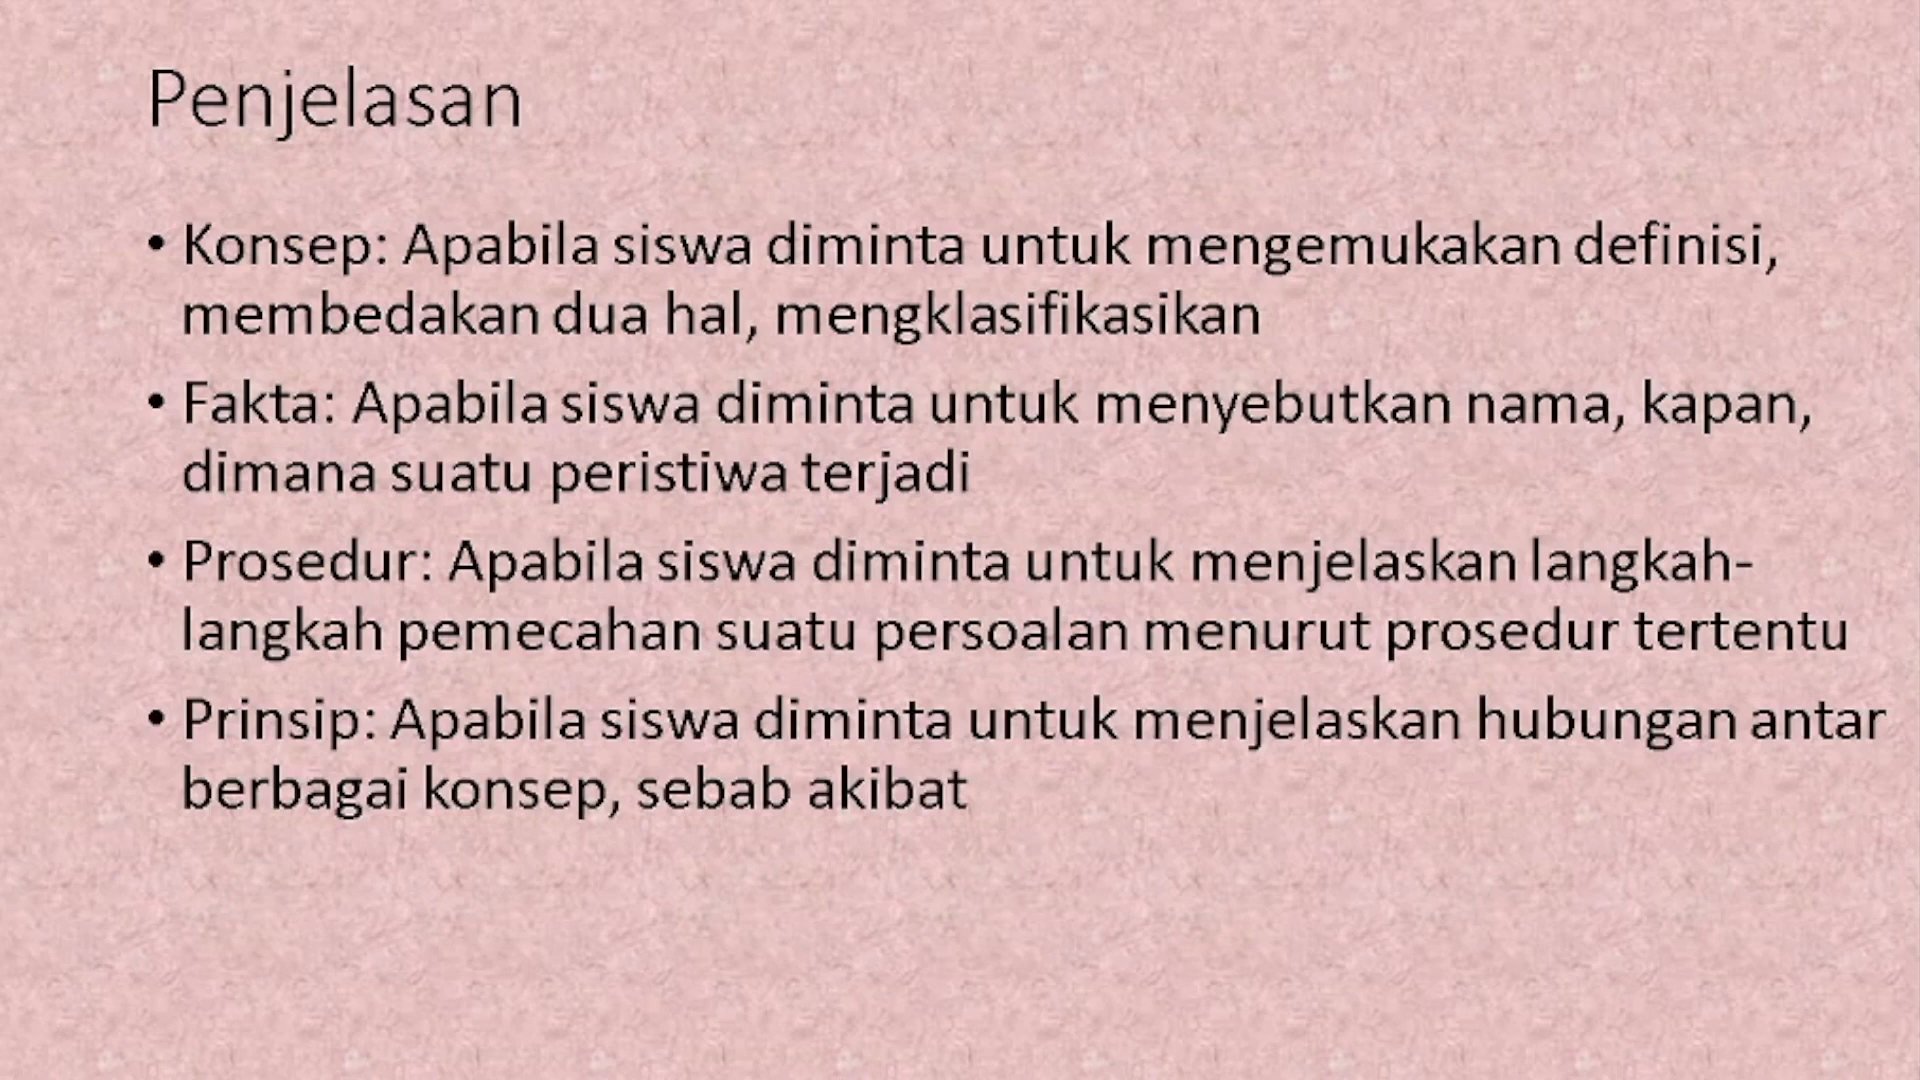 Penjelasan
• Konsep: Apabila siswa diminta untuk mengemukakan definisi,
membedakan dua hal, mengklasifikasikan
• Fakta: Apabila siswa diminta untuk menyebutkan nama, kapan,
dimana suatu peristiwa terjadi
• Prosedur: Apabila siswa diminta untuk menjelaskan langkah-
langkah pemecahan suatu persoalan menurut prosedur tertentu
• Prinsip: Apabila siswa diminta untuk menjelaskan hubungan antar
berbagai konsep, sebab akibat